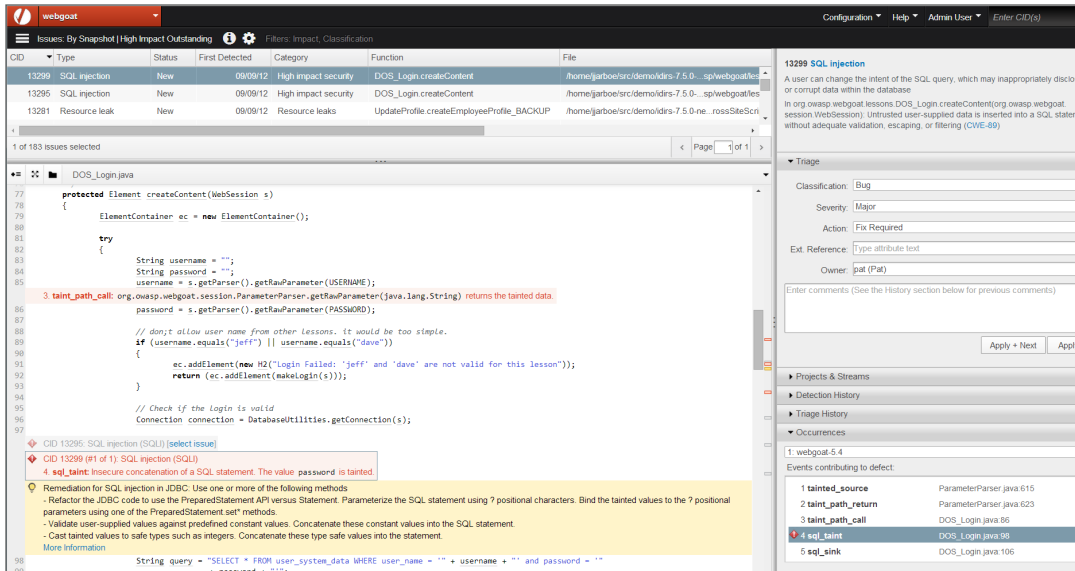 webgoat
Configuration Help Admin User Enter CID(s)
Issues: By Snapshot | High Impact Outstanding Filters: Impact, Classification
CID Type Status First Detected Category Function File
13299 SQL injection New 09/09/12 High impact security DOS_Login.createContent /home/jjarboe/src/demo/idirs-7.5.0-...sp/webgoat/les
13295 SQL injection New 09/09/12 High impact security DOS_Login.createContent /home/jjarboe/src/demo/idirs-7.5.0-...sp/webgoat/les
13281 Resource leak New 09/09/12 Resource leaks UpdateProfile.createEmployeeProfile_BACKUP /home/jjarboe/src/demo/idirs-7.5.0-ne...rossSiteScri
1 of 183 issues selected Page 1 of 1
DOS_Login.java
77 protected Element createContent(WebSession s)
78 {
79 ElementContainer ec = new ElementContainer();
80
81 try
82 {
83 String username = "";
84 String password = "";
85 username = s.getParser().getRawParameter(USERNAME);
3. taint_path_call: org.owasp.webgoat.session.ParameterParser.getRawParameter(java.lang.String) returns the tainted data.
86 password = s.getParser().getRawParameter(PASSWORD);
87
88 // don;t allow user name from other lessons. it would be too simple.
89 if (username.equals("jeff") || username.equals("dave"))
90 {
91 ec.addElement(new H2("Login Failed: 'jeff' and 'dave' are not valid for this lesson"));
92 return (ec.addElement(makeLogin(s)));
93 }
94
95 // Check if the login is valid
96 Connection connection = DatabaseUtilities.getConnection(s);
97
CID 13295: SQL injection (SQLI) [select issue]
CID 13299 (#1 of 1): SQL injection (SQLI)
4. sql_taint: Insecure concatenation of a SQL statement. The value password is tainted.
Remediation for SQL injection in JDBC: Use one or more of the following methods
- Refactor the JDBC code to use the PreparedStatement API versus Statement. Parameterize the SQL statement using ? positional characters. Bind the tainted values to the ? positional
parameters using one of the PreparedStatement.set* methods.
- Validate user-supplied values against predefined constant values. Concatenate these constant values into the SQL statement.
- Cast tainted values to safe types such as integers. Concatenate these type safe values into the statement.
More Information
98 String query = "SELECT * FROM user_system_data WHERE user_name = '" + username + "' and password = '"
99 + password + "'";
13299 SQL injection
A user can change the intent of the SQL query, which may inappropriately disclo
or corrupt data within the database
In org.owasp.webgoat.lessons.DOS_Login.createContent(org.owasp.webgoat.
session.WebSession): Untrusted user-supplied data is inserted into a SQL statem
without adequate validation, escaping, or filtering (CWE-89)
Triage
Classification: Bug
Severity: Major
Action: Fix Required
Ext. Reference: Type attribute text
Owner: pat (Pat)
Enter comments (See the History section below for previous comments)
Apply + Next Appl
Projects & Streams
Detection History
Triage History
Occurrences
1: webgoat-5.4
Events contributing to defect:
1 tainted_source ParameterParser.java:615
2 taint_path_return ParameterParser.java:623
3 taint_path_call DOS_Login.java:86
4 sql_taint DOS_Login.java:98
5 sql_sink DOS_Login.java:106